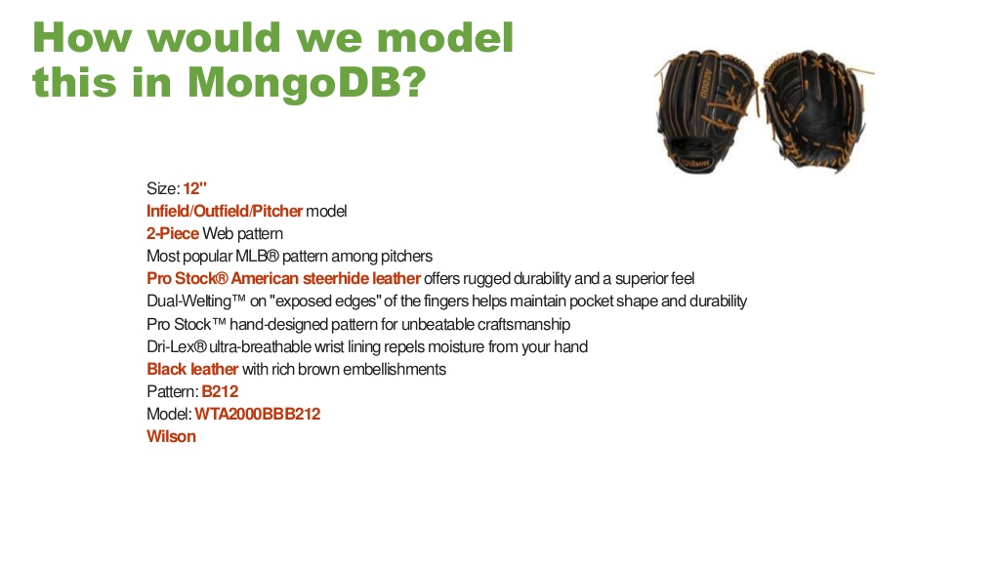 How would we model
this in MongoDB?
A2000
Size: 12"
Infield/Outfield/Pitcher model
2-Piece Web pattern
Most popular MLB® pattern among pitchers
Pro Stock® American steerhide leather offers rugged durability and a superior feel
Dual-Welting™ on "exposed edges" of the fingers helps maintain pocket shape and durability
Pro Stock™ hand-designed pattern for unbeatable craftsmanship
Dri-Lex® ultra-breathable wrist lining repels moisture from your hand
Black leather with rich brown embellishments
Pattern: B212
Model: WTA2000BBB212
Wilson